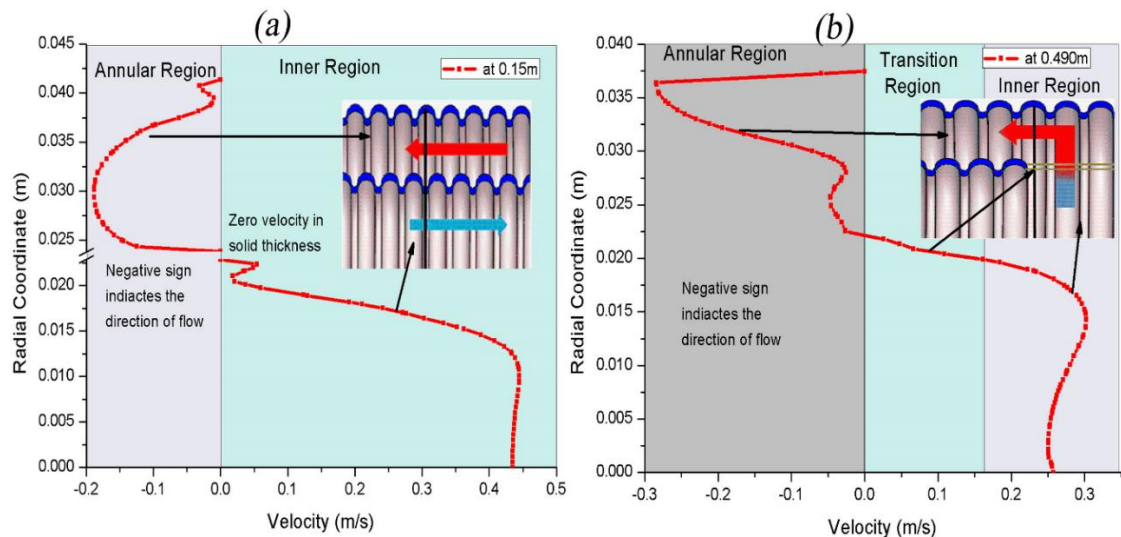 (a)
Annular Region
Inner Region
at 0.15m
Zero velocity in
solid thickness
Negative sign
indiactes the
direction of flow
Radial Coordinate (m)
0.045
0.040
0.035
0.030
0.025
0.020
0.015
0.010
0.005
0.000
-0.2 -0.1 0.0 0.1 0.2 0.3 0.4 0.5
Velocity (m/s)
(b)
Annular Region
Transition
Region
at 0.490m
Inner Region
Negative sign
indiactes the
direction of flow
Radial Coordinate (m)
0.040
0.035
0.030
0.025
0.020
0.015
0.010
0.005
0.000
-0.3 -0.2 -0.1 0.0 0.1 0.2 0.3
Velocity (m/s)